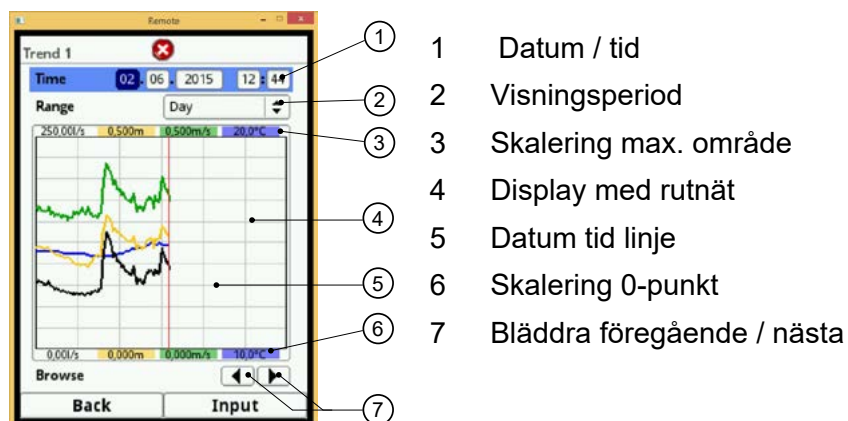 Remote
Trend 1
Time 02. 06. 2015 12:44
Range Day
250,00l/s 0,500m 0,500m/s 20,0°C
0,00l/s 0,000m 0,000m/s 10,0°C
Browse
Back Input
1
2
3
4
5
6
7
1 Datum / tid
2 Visningsperiod
3 Skalering max. område
4 Display med rutnät
5 Datum tid linje
6 Skalering 0-punkt
7 Bläddra föregående / nästa